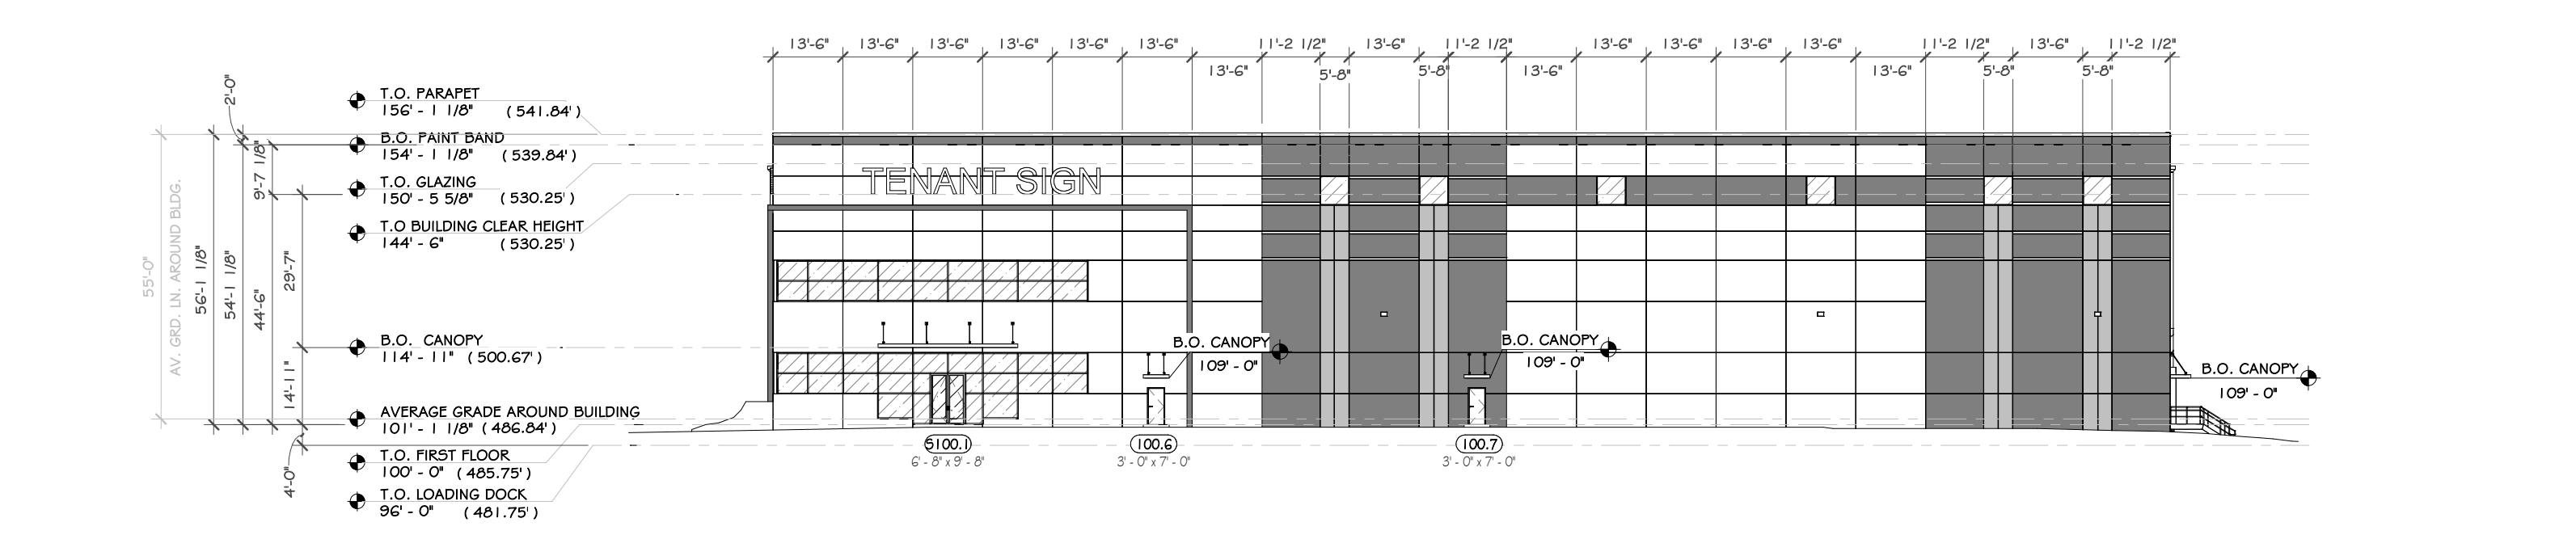 13'-6" 13'-6" 13'-6" 13'-6" 13'-6" 13'-6" 11'-2 1/2" 13'-6" 11'-2 1/2" 13'-6" 13'-6" 13'-6" 13'-6" 11'-2 1/2" 13'-6" 11'-2 1/2"
13'-6" 5'-8" 5'-8" 13'-6" 13'-6" 5'-8" 5'-8"
2'-0"
T.O. PARAPET
156' - 1 1/8" ( 541.84' )
B.O. PAINT BAND
154' - 1 1/8" ( 539.84' )
9'-7 1/8"
T.O. GLAZING
150' - 5 5/8" ( 530.25' )
TENANT SIGN
T.O BUILDING CLEAR HEIGHT
144' - 6" ( 530.25' )
55'-0"
AV. GRD. LN. AROUND BLDG.
56'-1 1/8"
54'-1 1/8"
44'-6"
29'-7"
B.O. CANOPY
114' - 11" ( 500.67' )
B.O. CANOPY
109' - 0"
B.O. CANOPY
109' - 0"
B.O. CANOPY
109' - 0"
14'-11"
AVERAGE GRADE AROUND BUILDING
101' - 1 1/8" ( 486.84' )
T.O. FIRST FLOOR
100' - 0" ( 485.75' )
4'-0"
T.O. LOADING DOCK
96' - 0" ( 481.75' )
S100.1
6' - 8" x 9' - 8"
100.6
3' - 0" x 7' - 0"
100.7
3' - 0" x 7' - 0"